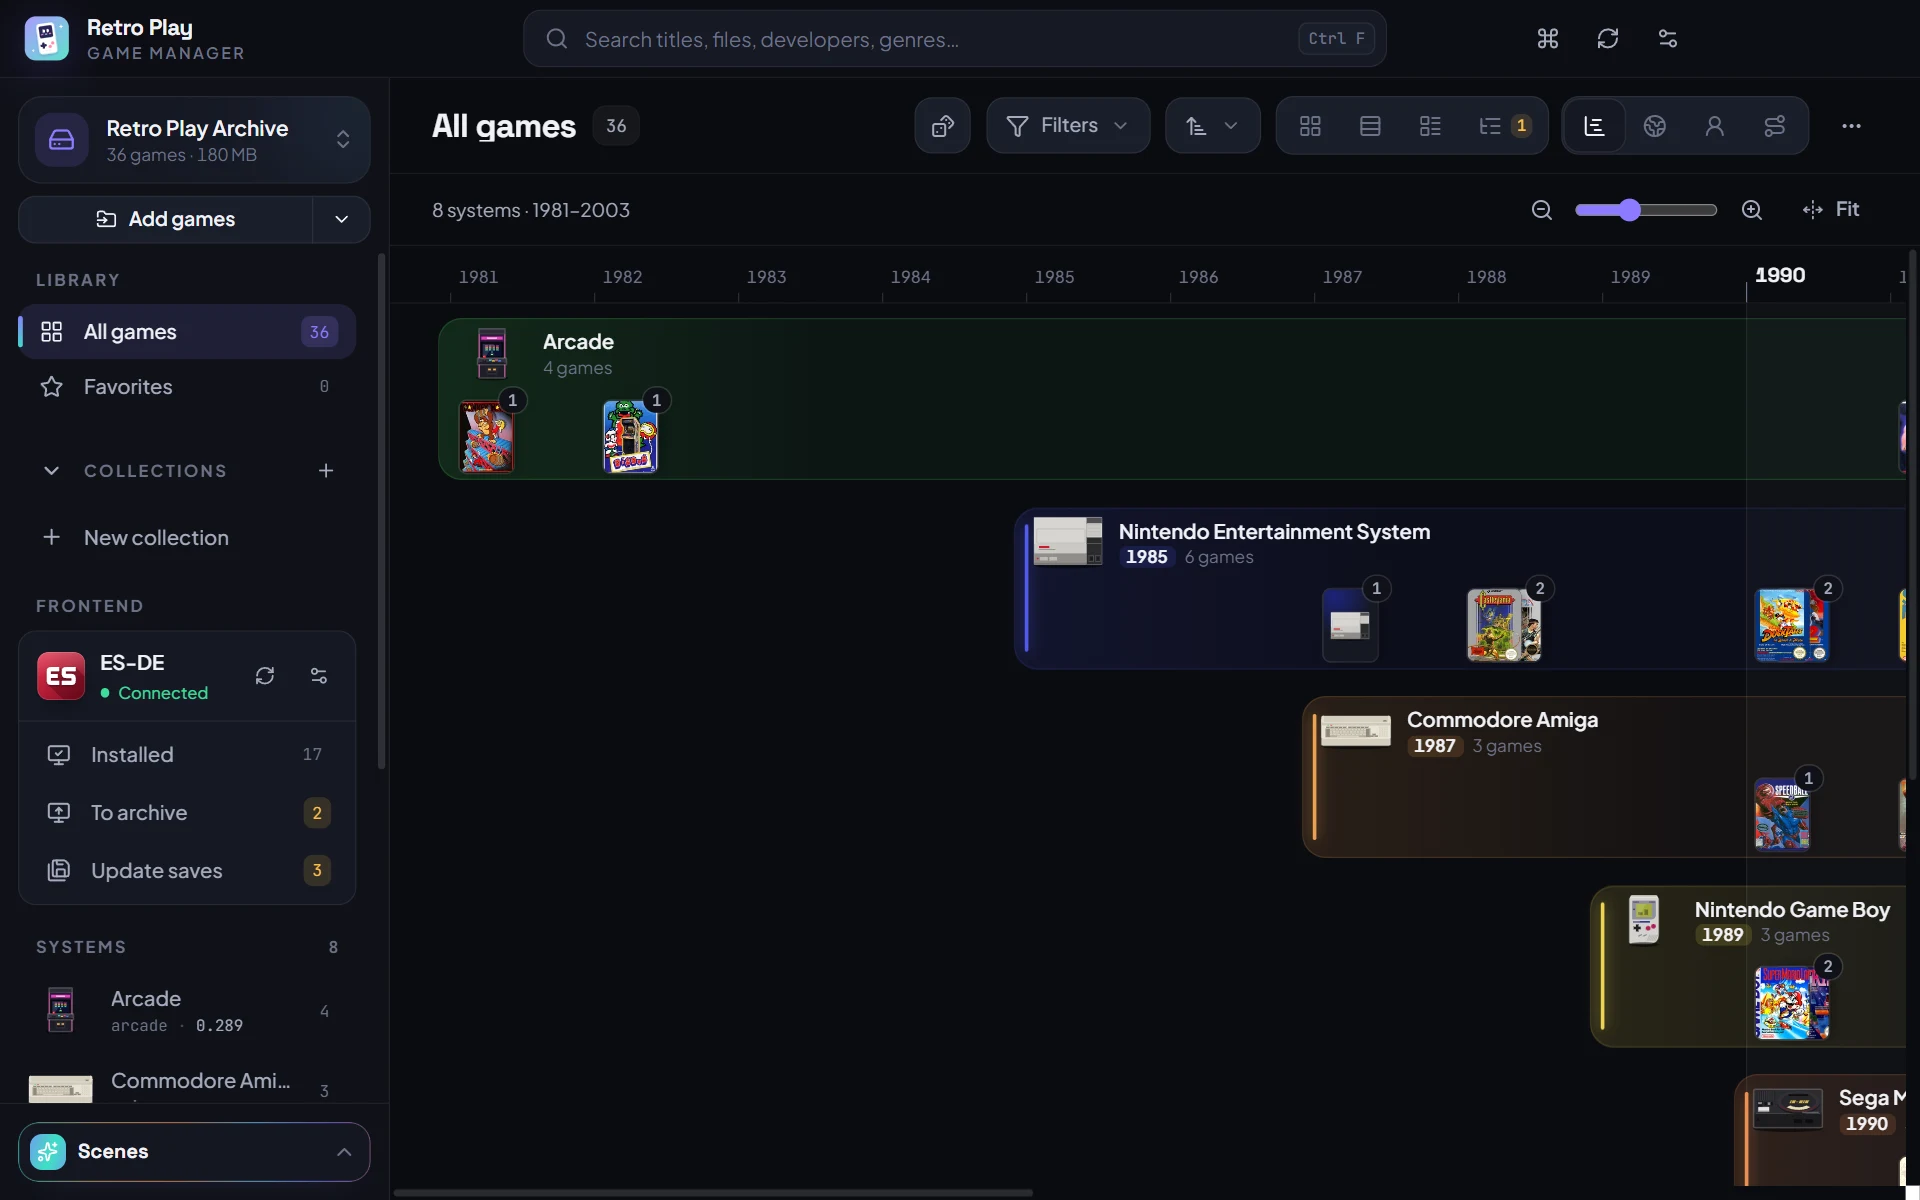 Retro Play
GAME MANAGER
Search titles, files, developers, genres...
Ctrl F
Retro Play Archive
36 games · 180 MB
Add games
LIBRARY
All games 36
Favorites 0
COLLECTIONS
New collection
FRONTEND
ES
ES-DE
Connected
Installed 17
To archive 2
Update saves 3
SYSTEMS 8
Arcade
arcade · 0.289
4
Commodore Ami...
3
Scenes
All games 36
Filters
1
8 systems · 1981–2003
Fit
1981 1982 1983 1984 1985 1986 1987 1988 1989 1990
Arcade
4 games
1 1
Nintendo Entertainment System
1985 6 games
1 2 2
Commodore Amiga
1987 3 games
1
SPEEDBALL
Nintendo Game Boy
1989 3 games
2
Sega M
1990